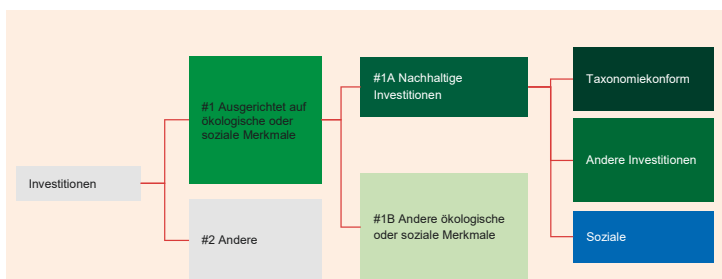 Investitionen
#1 Ausgerichtet auf
ökologische oder
soziale Merkmale
#2 Andere
#1A Nachhaltige
Investitionen
#1B Andere ökologische
oder soziale Merkmale
Taxonomiekonform
Andere Investitionen
Soziale